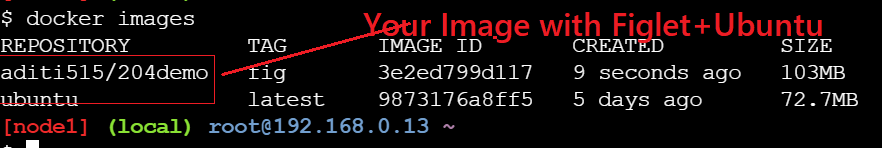 $ docker images
Your Image with Figlet+Ubuntu
REPOSITORY TAG IMAGE ID CREATED SIZE
aditi515/204demo fig 3e2ed799d117 9 seconds ago 103MB
ubuntu latest 9873176a8ff5 5 days ago 72.7MB
[node1] (local) root@192.168.0.13 ~
$